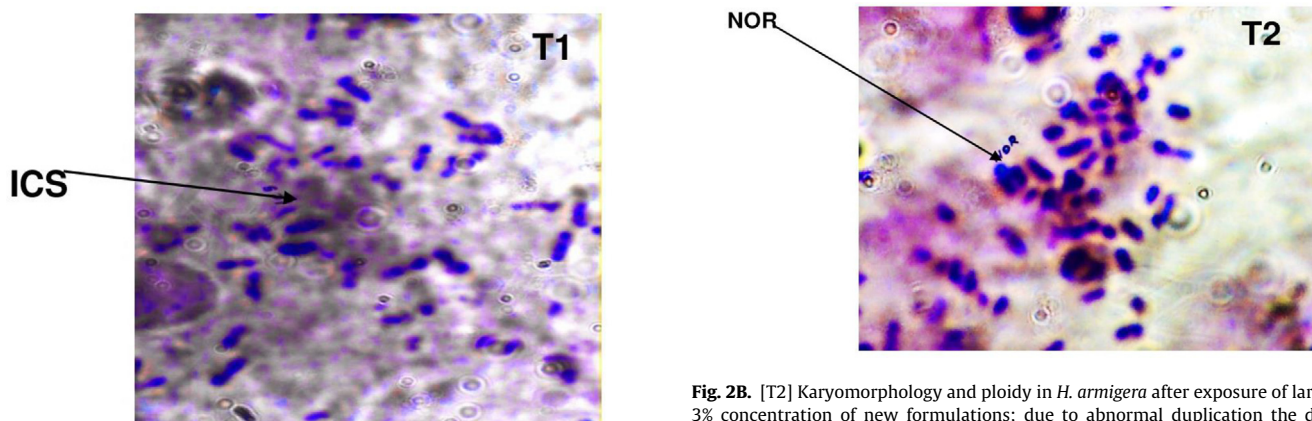 T1
ICS
NOR
T2
NOR
Fig. 2B. [T2] Karyomorphology and ploidy in H. armigera after exposure of lar
3% concentration of new formulations: due to abnormal duplication the d